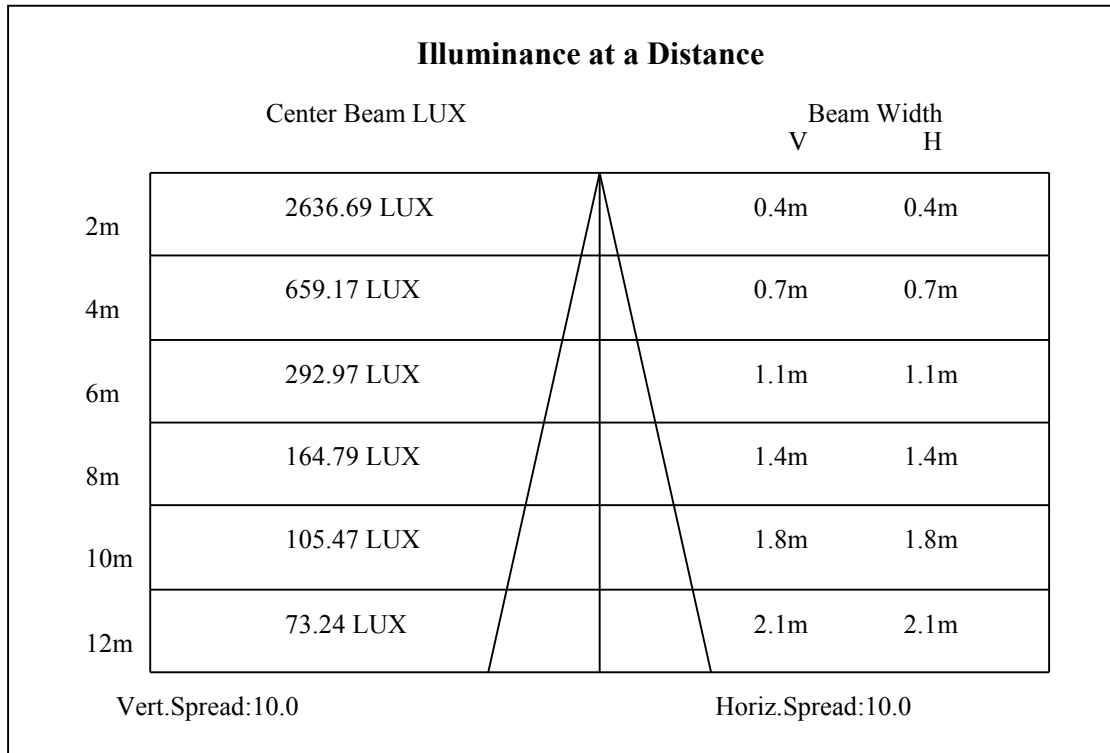 Illuminance at a Distance
Center Beam LUX Beam Width
V H
2m 2636.69 LUX 0.4m 0.4m
4m 659.17 LUX 0.7m 0.7m
6m 292.97 LUX 1.1m 1.1m
8m 164.79 LUX 1.4m 1.4m
10m 105.47 LUX 1.8m 1.8m
12m 73.24 LUX 2.1m 2.1m
Vert.Spread:10.0 Horiz.Spread:10.0